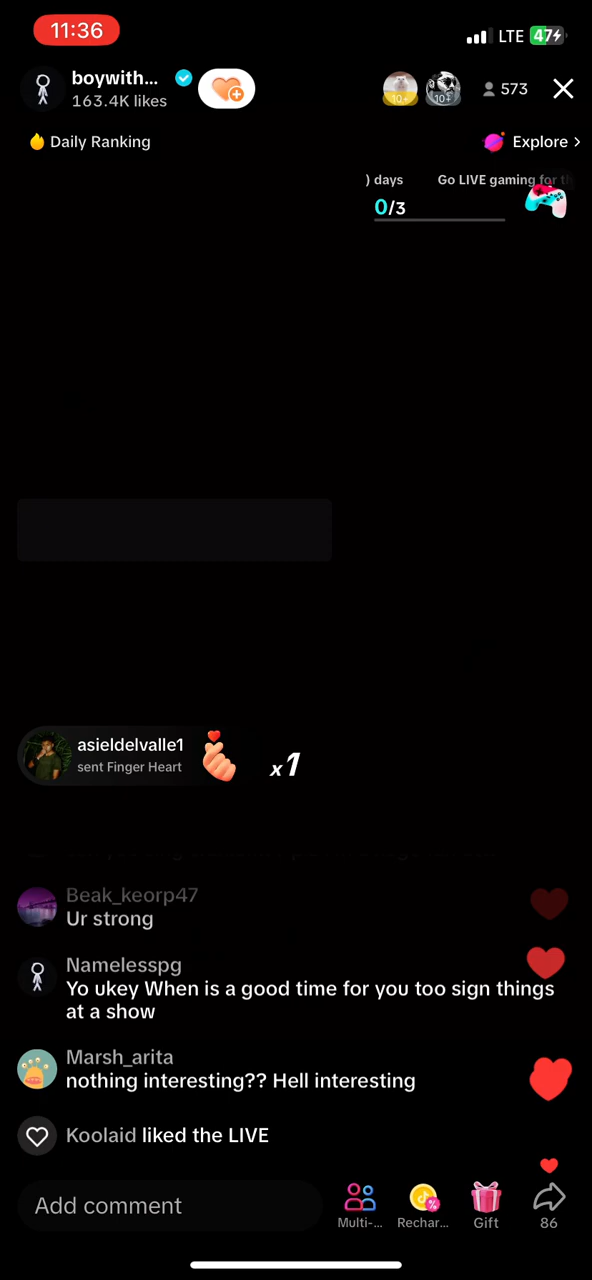 11:36
LTE 47
boywith...
163.4K likes
10+
10+
573
Daily Ranking
Explore >
) days Go LIVE gaming for th
0/3
asieldelvalle1
sent Finger Heart
x1
Beak_keorp47
Ur strong
Namelesspg
Yo ukey When is a good time for you too sign things
at a show
Marsh_arita
nothing interesting?? Hell interesting
Koolaid liked the LIVE
Add comment
Multi-...
Rechar...
Gift
86